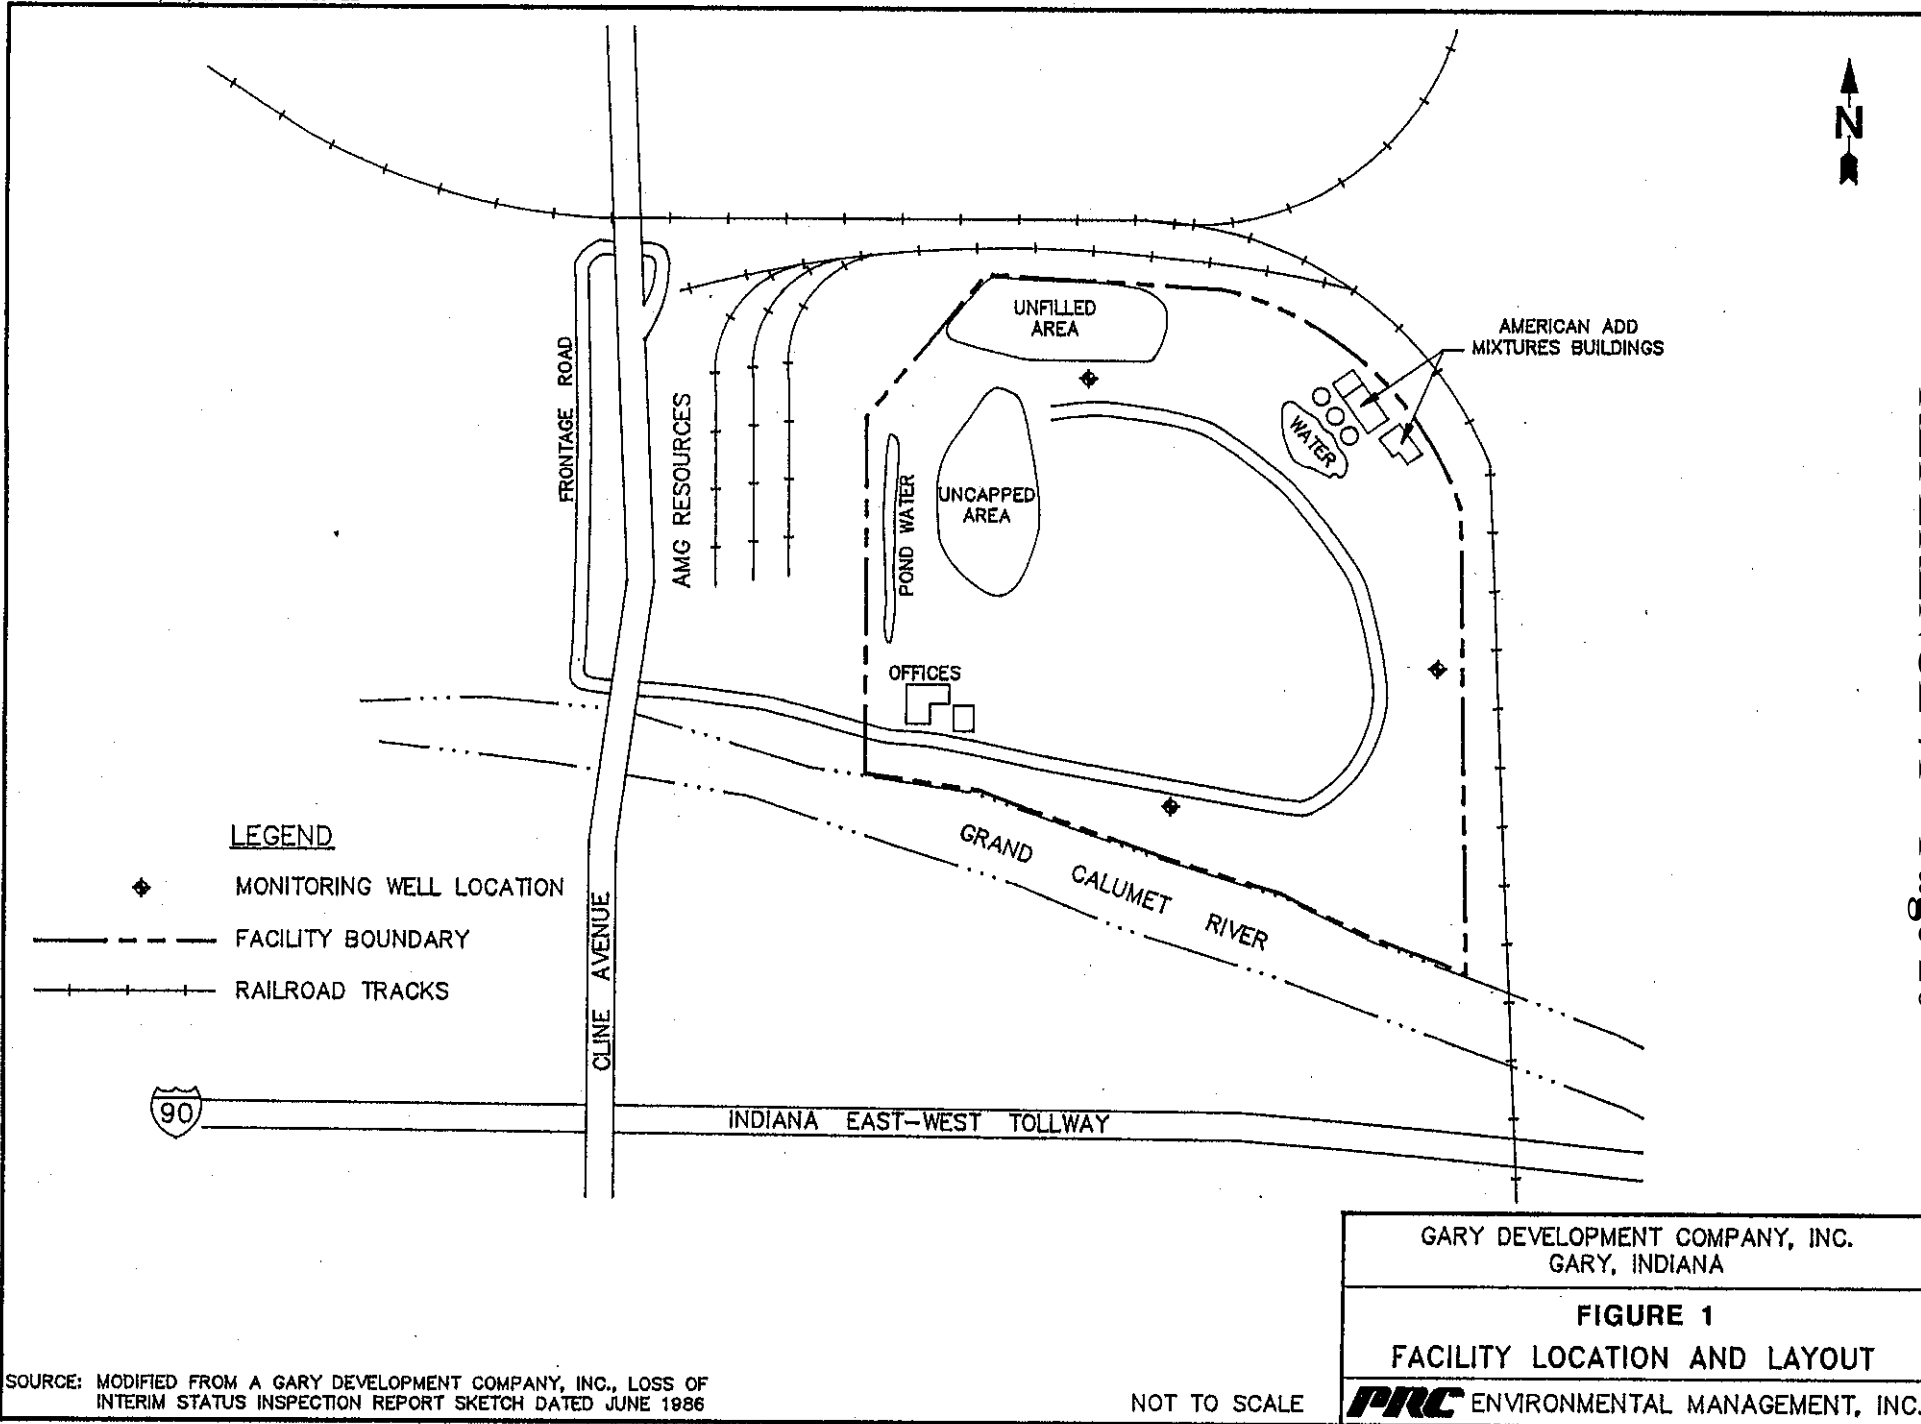 N
UNFILLED
AREA
AMERICAN ADD
MIXTURES BUILDINGS
FRONTAGE ROAD
AMG RESOURCES
WATER
POND WATER
UNCAPPED
AREA
OFFICES
GRAND CALUMET RIVER
LEGEND
MONITORING WELL LOCATION
FACILITY BOUNDARY
RAILROAD TRACKS
CLINE AVENUE
90
INDIANA EAST-WEST TOLLWAY
GARY DEVELOPMENT COMPANY, INC.
GARY, INDIANA
FIGURE 1
FACILITY LOCATION AND LAYOUT
PRC ENVIRONMENTAL MANAGEMENT, INC.
SOURCE: MODIFIED FROM A GARY DEVELOPMENT COMPANY, INC., LOSS OF
INTERIM STATUS INSPECTION REPORT SKETCH DATED JUNE 1986
NOT TO SCALE